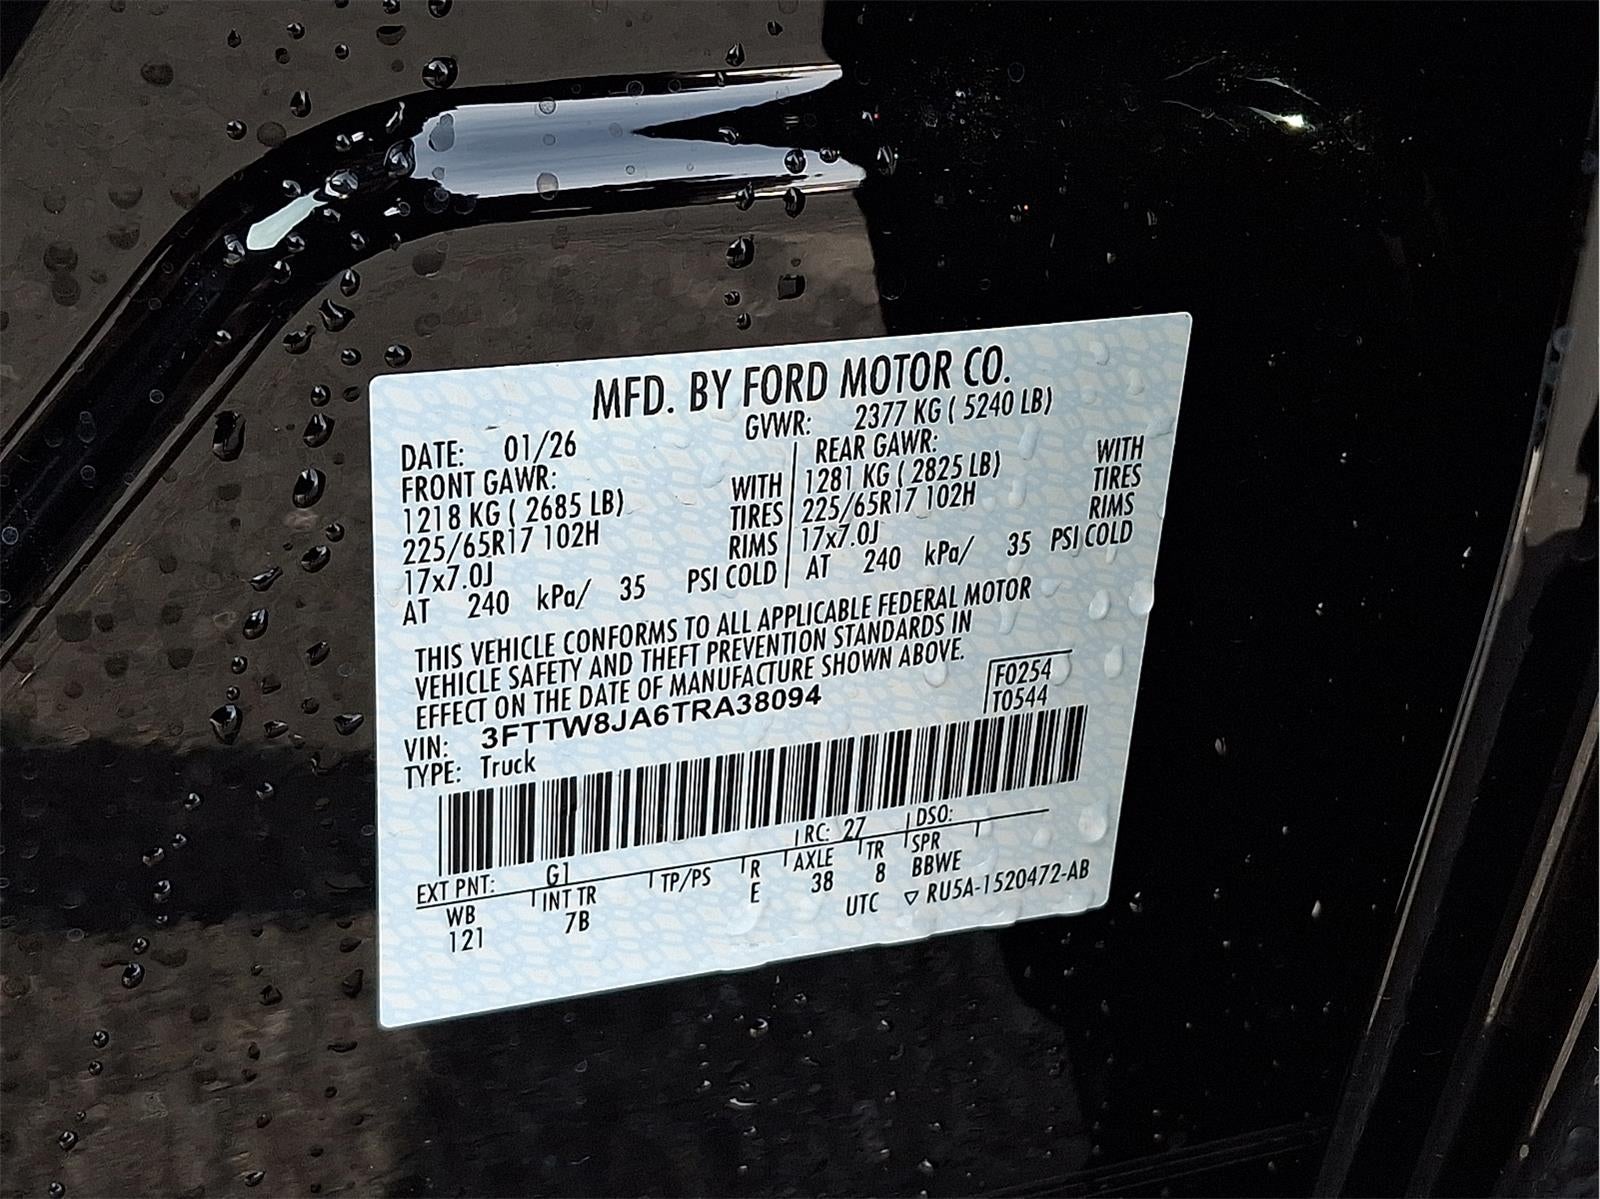 MFD. BY FORD MOTOR CO.
DATE: 01/26 GVWR: 2377 KG ( 5240 LB)
FRONT GAWR: REAR GAWR:
1218 KG ( 2685 LB) WITH 1281 KG ( 2825 LB) WITH
225/65R17 102H TIRES 225/65R17 102H TIRES
17x7.0J RIMS 17x7.0J RIMS
AT 240 kPa/ 35 PSI COLD AT 240 kPa/ 35 PSI COLD
THIS VEHICLE CONFORMS TO ALL APPLICABLE FEDERAL MOTOR
VEHICLE SAFETY AND THEFT PREVENTION STANDARDS IN
EFFECT ON THE DATE OF MANUFACTURE SHOWN ABOVE.
F0254
T0544
VIN: 3FTTW8JA6TRA38094
TYPE: Truck
EXT PNT: G1 RC: 27 DSO:
WB INT TR TP/PS R AXLE TR SPR
121 7B E 38 8 BBWE
UTC ▽ RU5A-1520472-AB